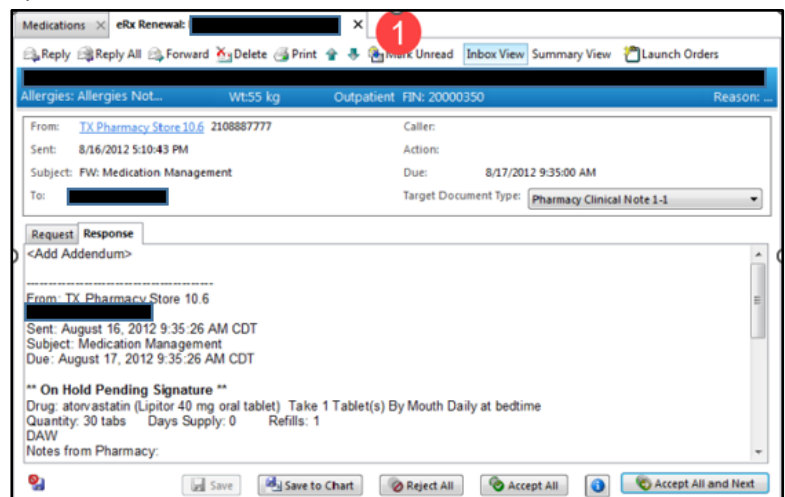 Medications × eRx Renewal: ×
1
Reply Reply All Forward Delete Print Mark Unread Inbox View Summary View Launch Orders
Allergies: Allergies Not... Wt:55 kg Outpatient FIN: 20000350 Reason: ...
From: TX Pharmacy Store 10.6 2108887777 Caller:
Sent: 8/16/2012 5:10:43 PM Action:
Subject: FW: Medication Management Due: 8/17/2012 9:35:00 AM
To: Target Document Type: Pharmacy Clinical Note 1-1
Request Response
<Add Addendum>
----------------------------------------
From: TX Pharmacy Store 10.6
Sent: August 16, 2012 9:35:26 AM CDT
Subject: Medication Management
Due: August 17, 2012 9:35:26 AM CDT
** On Hold Pending Signature **
Drug: atorvastatin (Lipitor 40 mg oral tablet) Take 1 Tablet(s) By Mouth Daily at bedtime
Quantity: 30 tabs Days Supply: 0 Refills: 1
DAW
Notes from Pharmacy:
Save Save to Chart Reject All Accept All Accept All and Next